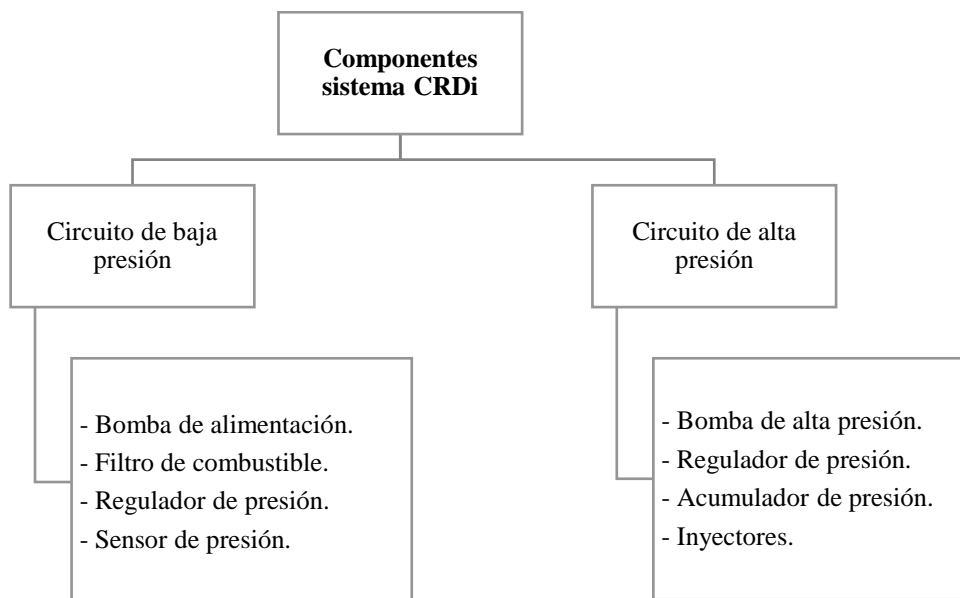 Componentes
sistema CRDi
Circuito de baja
presión
Circuito de alta
presión
- Bomba de alimentación.
- Filtro de combustible.
- Regulador de presión.
- Sensor de presión.
- Bomba de alta presión.
- Regulador de presión.
- Acumulador de presión.
- Inyectores.